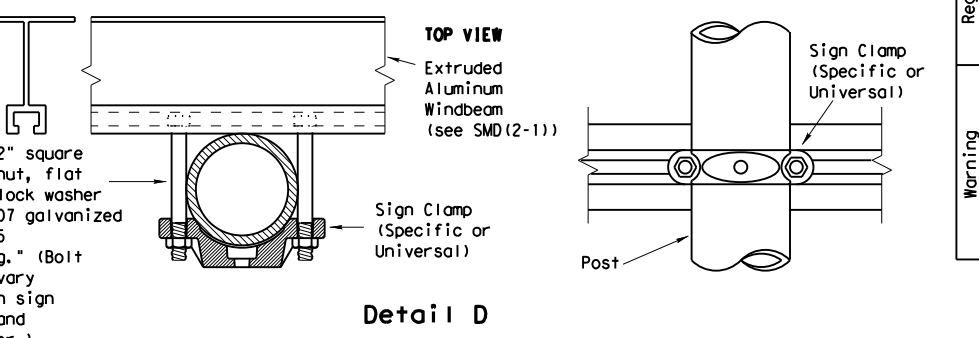 TOP VIEW
Extruded
Aluminum
Windbeam
(see SMD(2-1))
2" square
nut, flat
lock washer
07 galvanized
g." (Bolt
vary
n sign
and
Sign Clamp
(Specific or
Universal)
Detail D
Sign Clamp
(Specific or
Universal)
Post
Reg
Warning